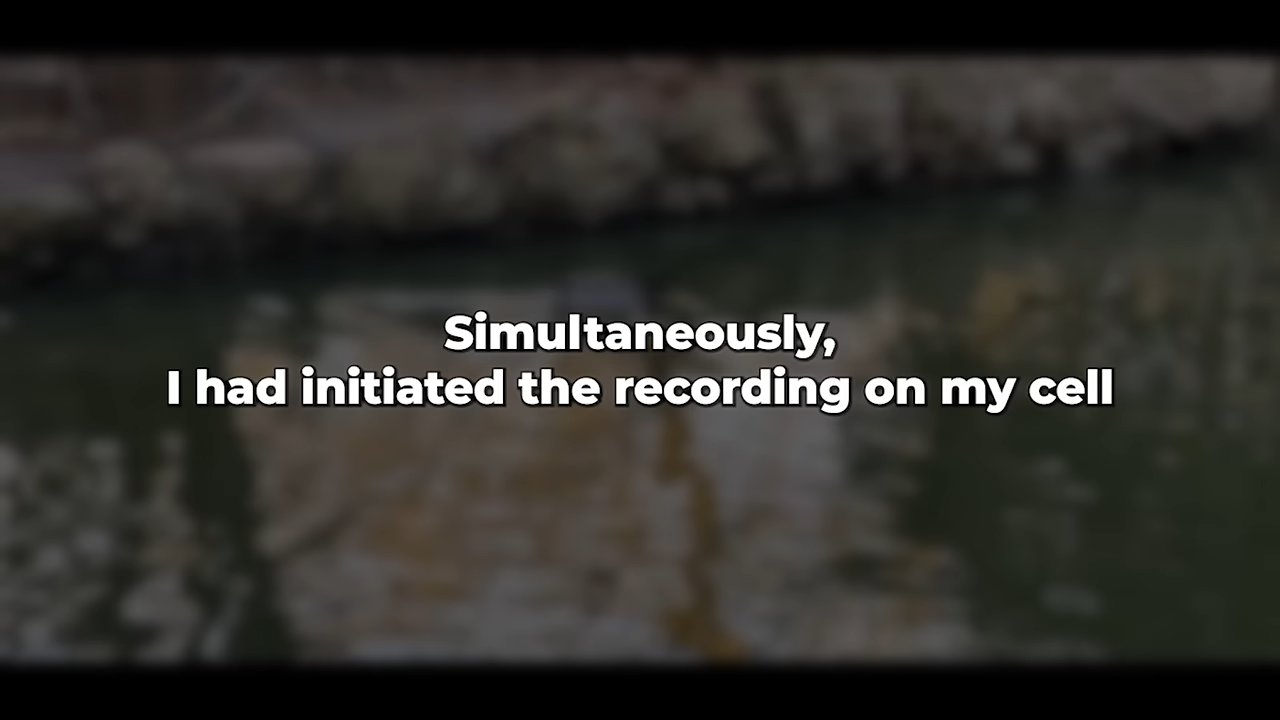 Simultaneously,
I had initiated the recording on my cell